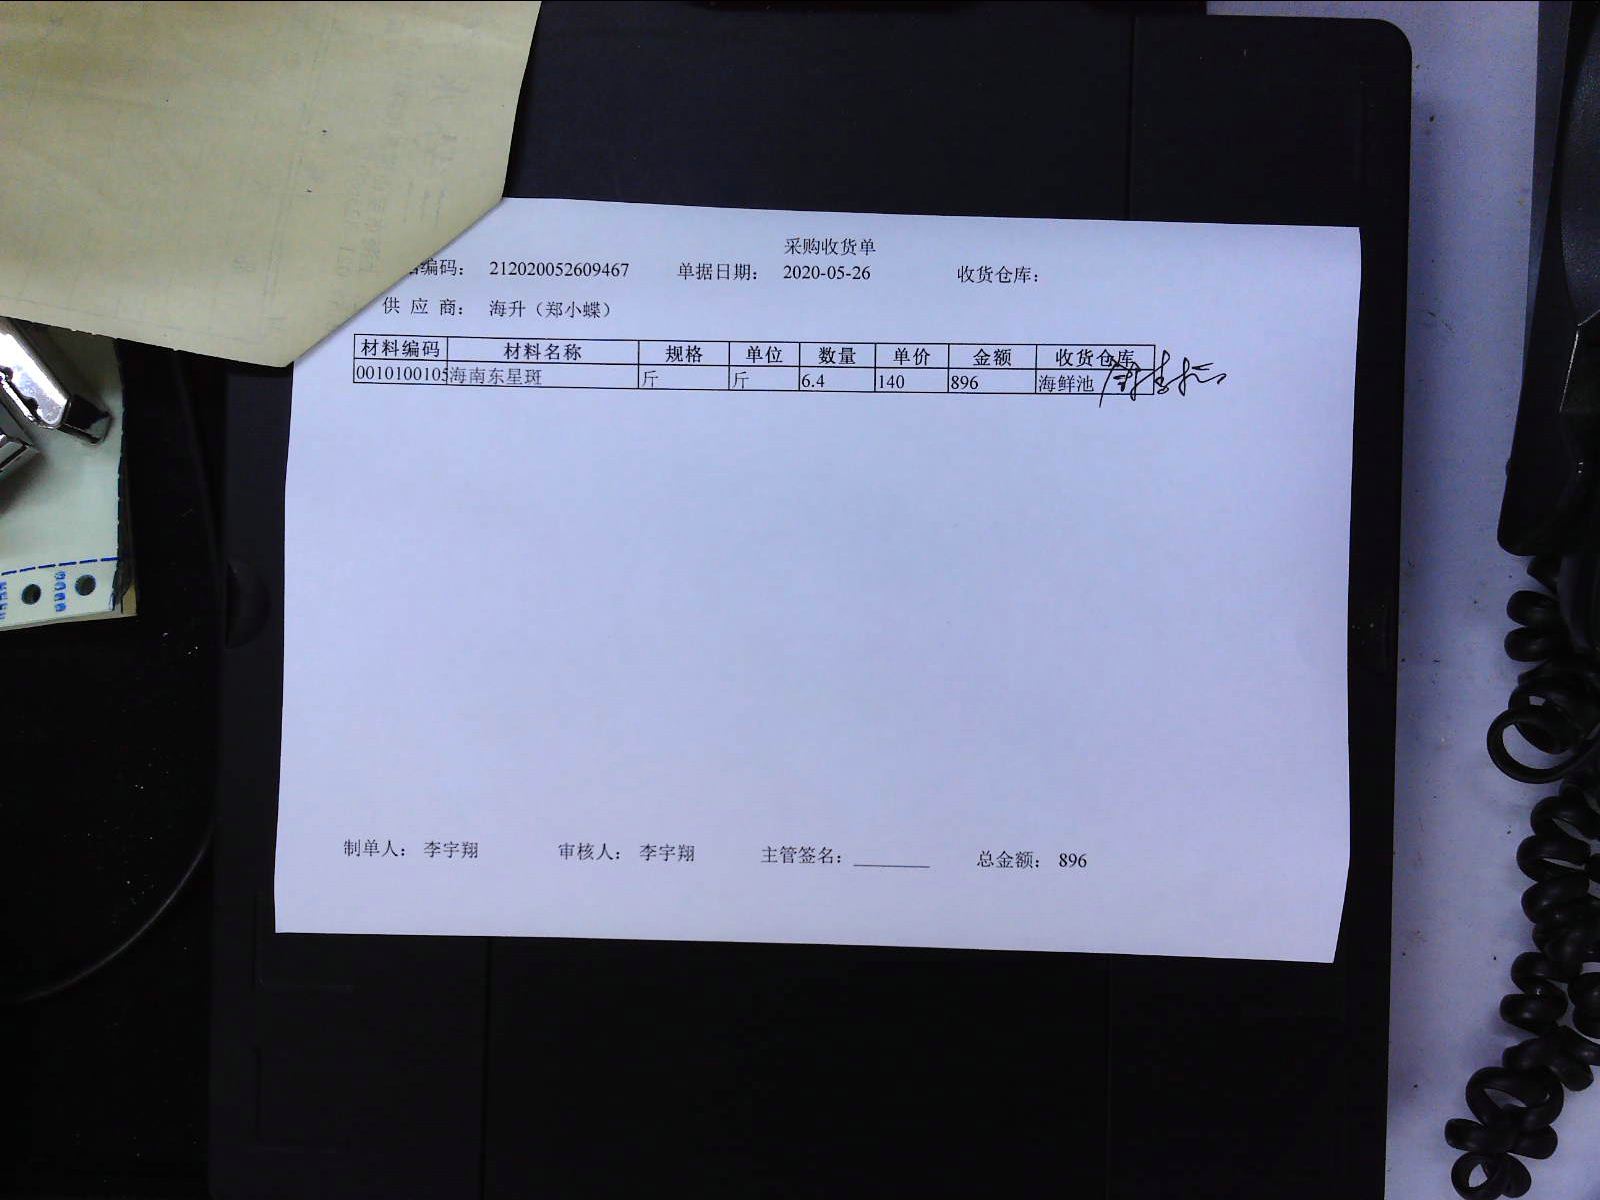 采购收货单
编码： 212020052609467 单据日期： 2020-05-26 收货仓库：
供 应 商： 海升（郑小蝶）
材料编码 材料名称 规格 单位 数量 单价 金额 收货仓库
0010100105 海南东星斑 斤 斤 6.4 140 896 海鲜池
制单人： 李宇翔 审核人： 李宇翔 主管签名： 总金额： 896